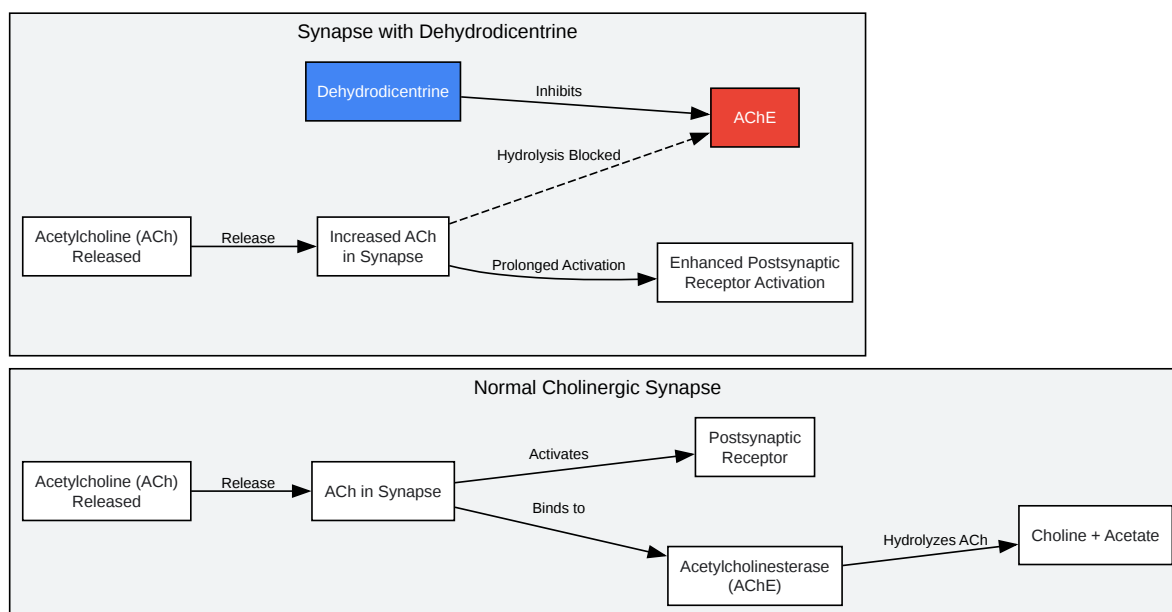 Synapse with Dehydrodicentrine
Dehydrodicentrine
Inhibits
AChE
Hydrolysis Blocked
Acetylcholine (ACh)
Released
Release
Increased ACh
in Synapse
Prolonged Activation
Enhanced Postsynaptic
Receptor Activation
Normal Cholinergic Synapse
Acetylcholine (ACh)
Released
Release
ACh in Synapse
Activates
Postsynaptic
Receptor
Binds to
Acetylcholinesterase
(AChE)
Hydrolyzes ACh
Choline + Acetate